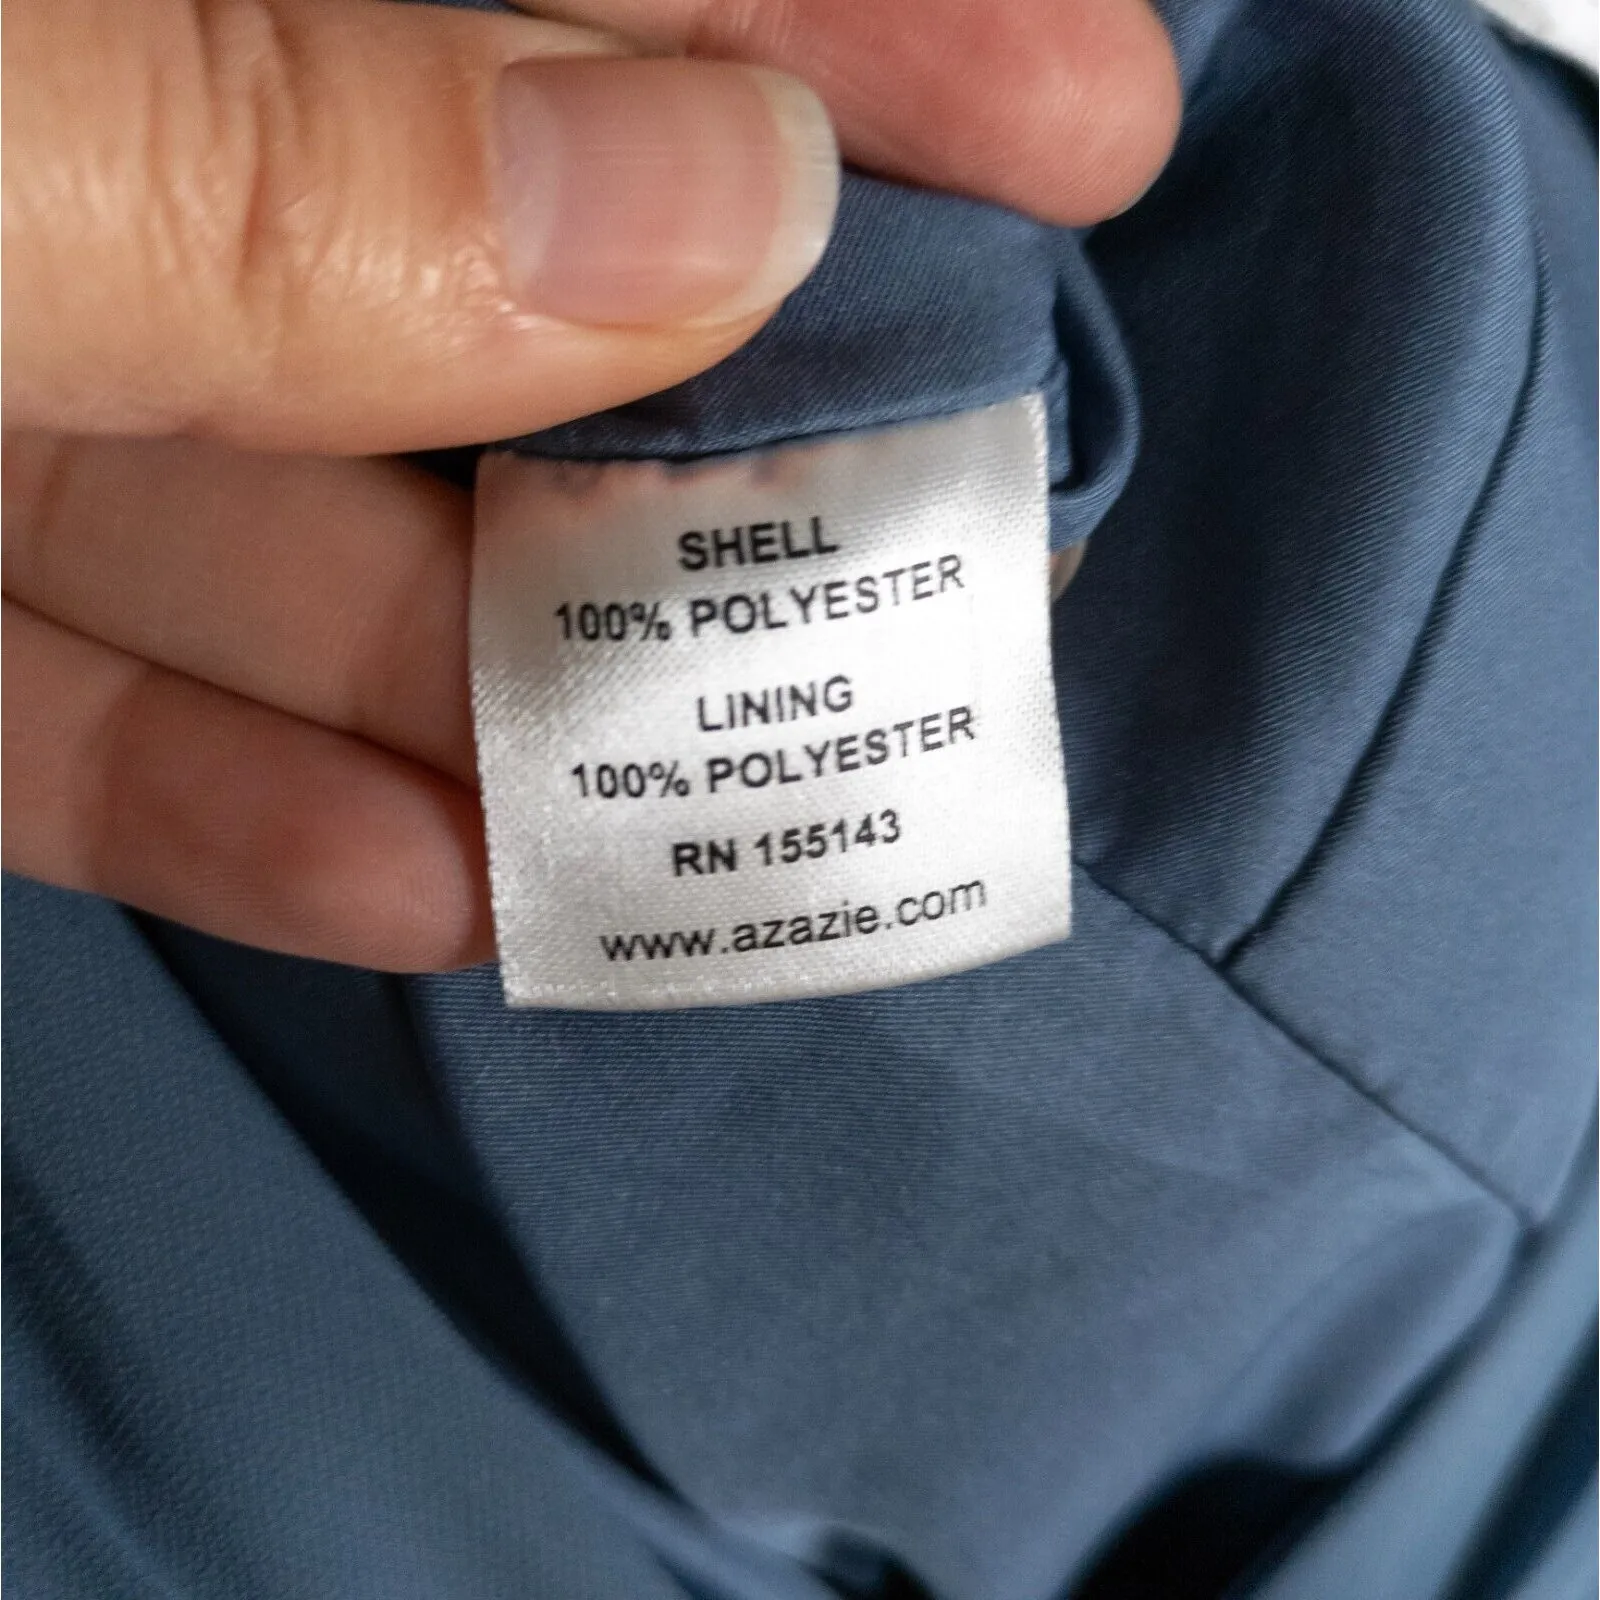 SHELL
100% POLYESTER
LINING
100% POLYESTER
RN 155143
www.azazie.com